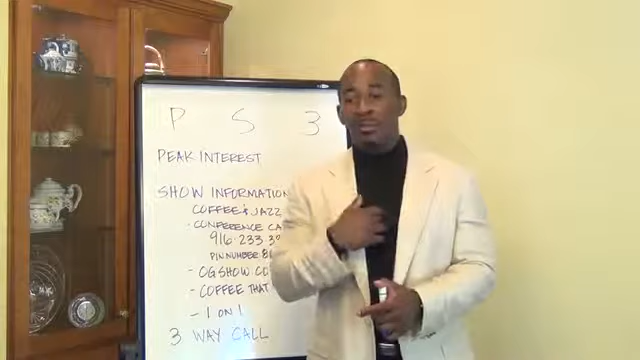 P S 3
PEAK INTEREST
SHOW INFORMATION
COFFEE & JAZZ
- CONFERENCE
916-233-3
PIN NUMBER: 8
- OG SHOW
- COFFEE THAT
- 1 ON 1
3 WAY CALL